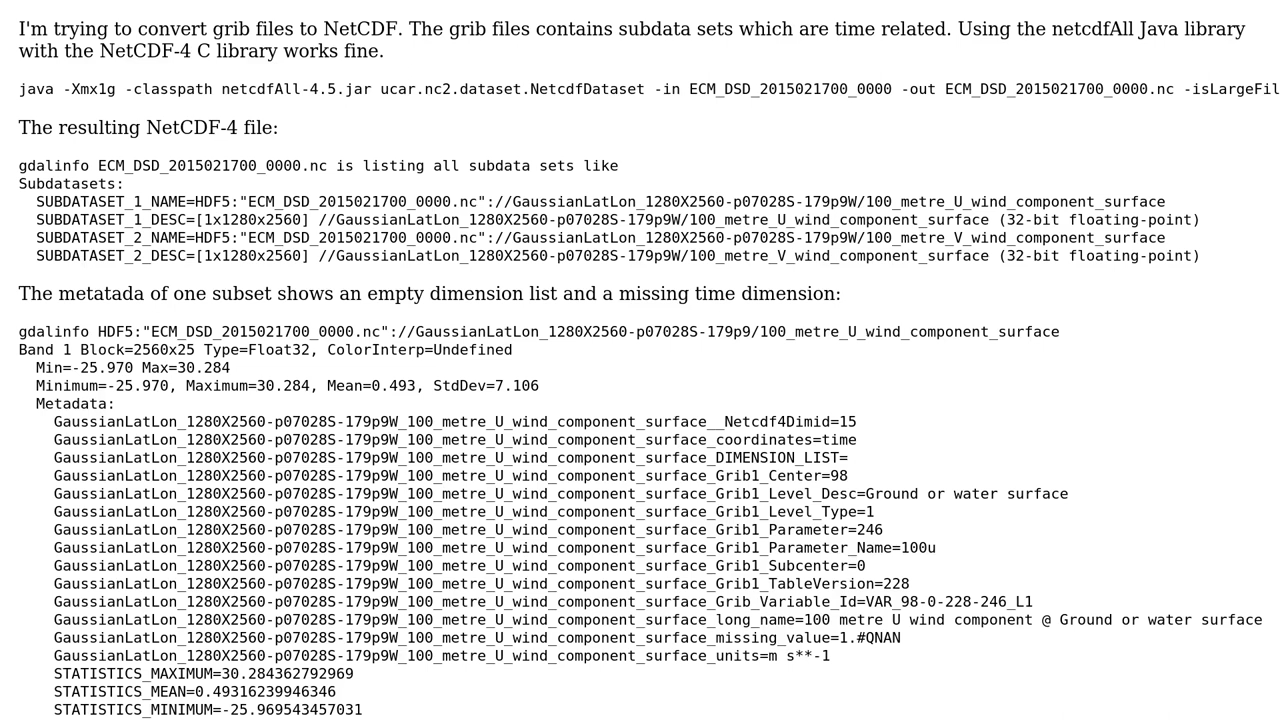 I'm trying to convert grib files to NetCDF. The grib files contains subdata sets which are time related. Using the netcdfAll Java library
with the NetCDF-4 C library works fine.
java -Xmx1g -classpath netcdfAll-4.5.jar ucar.nc2.dataset.NetcdfDataset -in ECM_DSD_2015021700_0000 -out ECM_DSD_2015021700_0000.nc -isLargeFil
The resulting NetCDF-4 file:
gdalinfo ECM_DSD_2015021700_0000.nc is listing all subdata sets like
Subdatasets:
  SUBDATASET_1_NAME=HDF5:"ECM_DSD_2015021700_0000.nc"://GaussianLatLon_1280X2560-p07028S-179p9W/100_metre_U_wind_component_surface
  SUBDATASET_1_DESC=[1x1280x2560] //GaussianLatLon_1280X2560-p07028S-179p9W/100_metre_U_wind_component_surface (32-bit floating-point)
  SUBDATASET_2_NAME=HDF5:"ECM_DSD_2015021700_0000.nc"://GaussianLatLon_1280X2560-p07028S-179p9W/100_metre_V_wind_component_surface
  SUBDATASET_2_DESC=[1x1280x2560] //GaussianLatLon_1280X2560-p07028S-179p9W/100_metre_V_wind_component_surface (32-bit floating-point)
The metatada of one subset shows an empty dimension list and a missing time dimension:
gdalinfo HDF5:"ECM_DSD_2015021700_0000.nc"://GaussianLatLon_1280X2560-p07028S-179p9/100_metre_U_wind_component_surface
Band 1 Block=2560x25 Type=Float32, ColorInterp=Undefined
  Min=-25.970 Max=30.284
  Minimum=-25.970, Maximum=30.284, Mean=0.493, StdDev=7.106
  Metadata:
    GaussianLatLon_1280X2560-p07028S-179p9W_100_metre_U_wind_component_surface__Netcdf4Dimid=15
    GaussianLatLon_1280X2560-p07028S-179p9W_100_metre_U_wind_component_surface_coordinates=time
    GaussianLatLon_1280X2560-p07028S-179p9W_100_metre_U_wind_component_surface_DIMENSION_LIST=
    GaussianLatLon_1280X2560-p07028S-179p9W_100_metre_U_wind_component_surface_Grib1_Center=98
    GaussianLatLon_1280X2560-p07028S-179p9W_100_metre_U_wind_component_surface_Grib1_Level_Desc=Ground or water surface
    GaussianLatLon_1280X2560-p07028S-179p9W_100_metre_U_wind_component_surface_Grib1_Level_Type=1
    GaussianLatLon_1280X2560-p07028S-179p9W_100_metre_U_wind_component_surface_Grib1_Parameter=246
    GaussianLatLon_1280X2560-p07028S-179p9W_100_metre_U_wind_component_surface_Grib1_Parameter_Name=100u
    GaussianLatLon_1280X2560-p07028S-179p9W_100_metre_U_wind_component_surface_Grib1_Subcenter=0
    GaussianLatLon_1280X2560-p07028S-179p9W_100_metre_U_wind_component_surface_Grib1_TableVersion=228
    GaussianLatLon_1280X2560-p07028S-179p9W_100_metre_U_wind_component_surface_Grib_Variable_Id=VAR_98-0-228-246_L1
    GaussianLatLon_1280X2560-p07028S-179p9W_100_metre_U_wind_component_surface_long_name=100 metre U wind component @ Ground or water surface
    GaussianLatLon_1280X2560-p07028S-179p9W_100_metre_U_wind_component_surface_missing_value=1.#QNAN
    GaussianLatLon_1280X2560-p07028S-179p9W_100_metre_U_wind_component_surface_units=m s**-1
    STATISTICS_MAXIMUM=30.284362792969
    STATISTICS_MEAN=0.49316239946346
    STATISTICS_MINIMUM=-25.969543457031